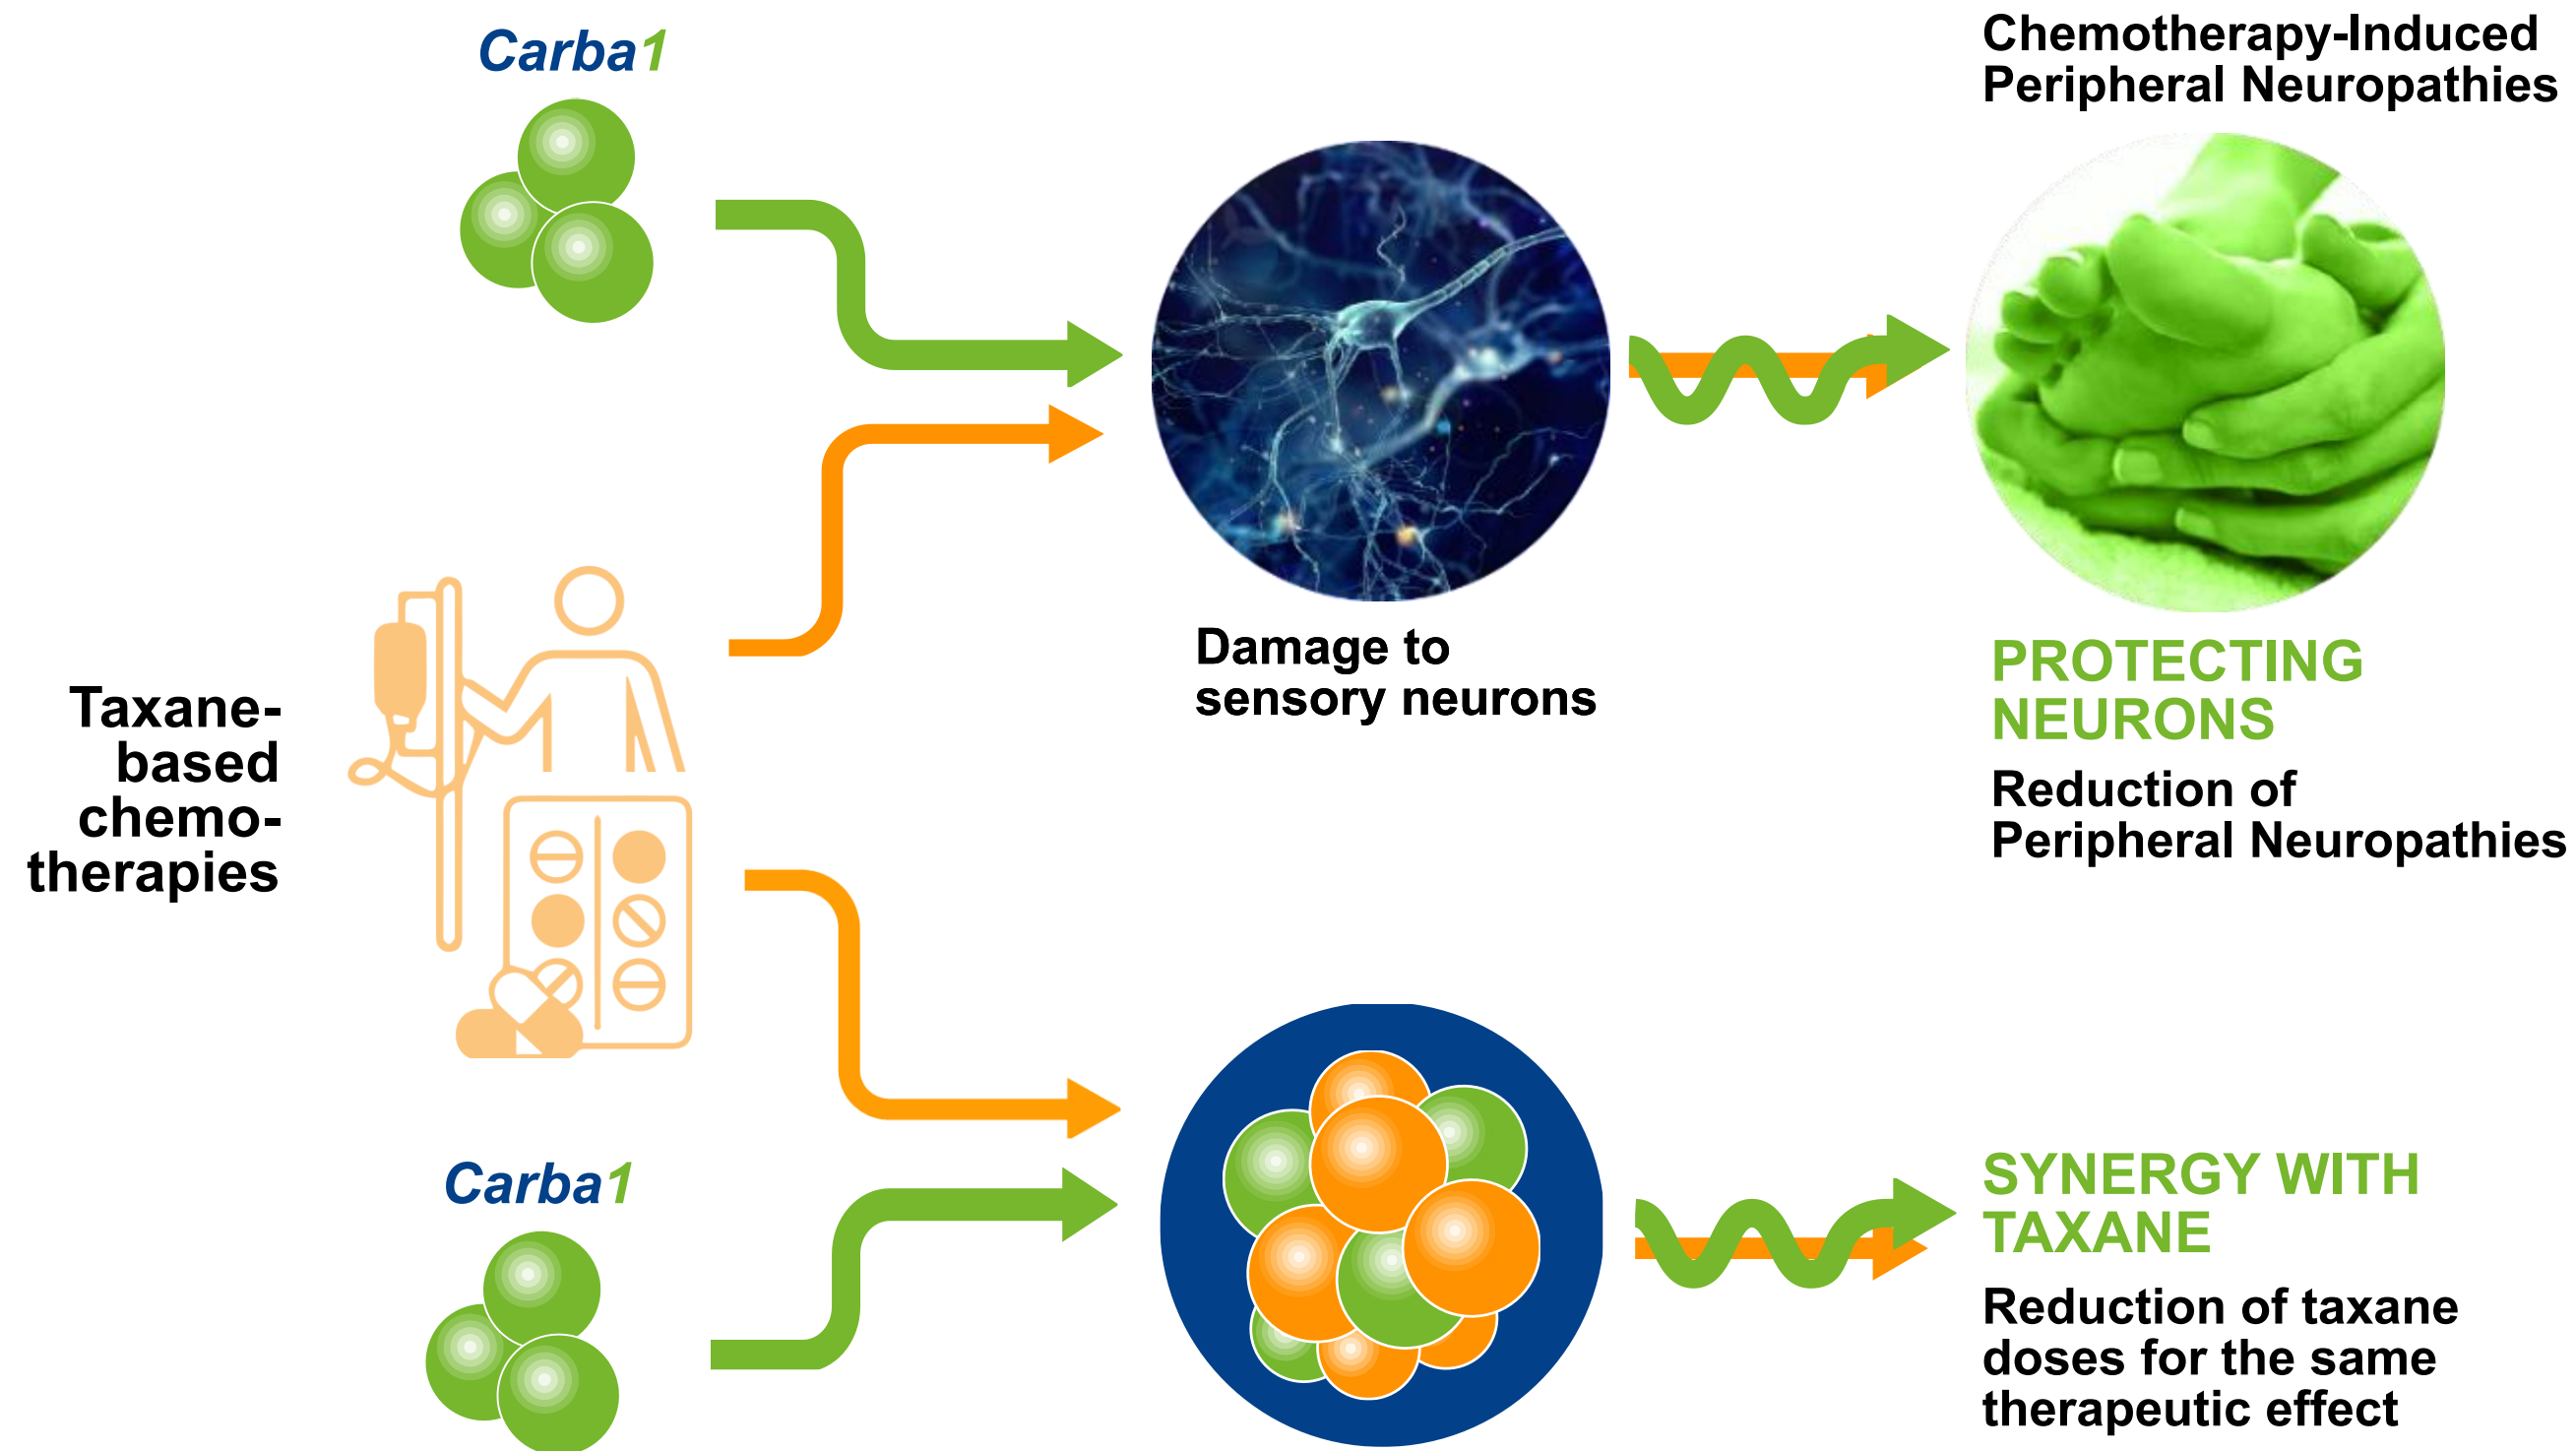 Carba1
Chemotherapy-Induced
Peripheral Neuropathies
Damage to
sensory neurons
PROTECTING
NEURONS
Reduction of
Peripheral Neuropathies
Taxane-
based
chemo-
therapies
Carba1
SYNERGY WITH
TAXANE
Reduction of taxane
doses for the same
therapeutic effect